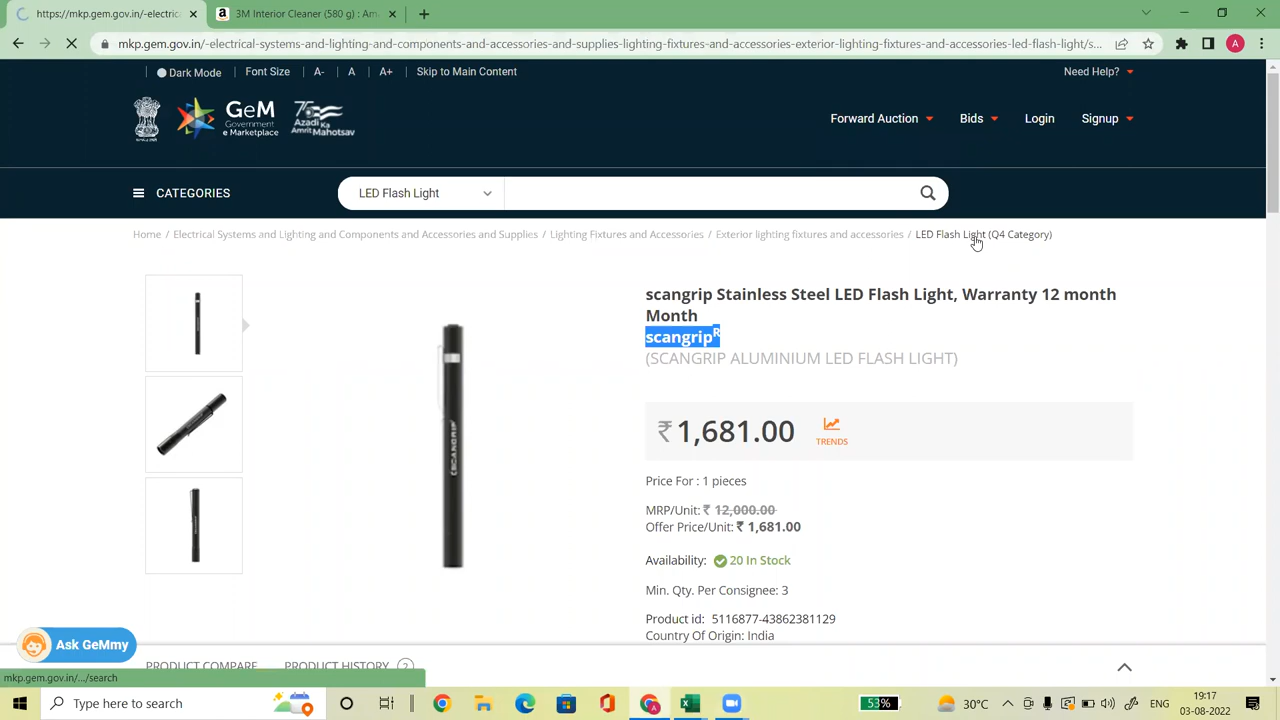 https://mkp.gem.gov.in/-electric
3M Interior Cleaner (580 g) : Am
mkp.gem.gov.in/-electrical-systems-and-lighting-and-components-and-accessories-and-supplies-lighting-fixtures-and-accessories-exterior-lighting-fixtures-and-accessories-led-flash-light/s...
A
Dark Mode | Font Size | A- | A | A+ | Skip to Main Content
Need Help?
GeM
Government
e Marketplace
75
Azadi Ka
Amrit Mahotsav
Forward Auction
Bids
Login
Signup
CATEGORIES
LED Flash Light
Home / Electrical Systems and Lighting and Components and Accessories and Supplies / Lighting Fixtures and Accessories / Exterior lighting fixtures and accessories / LED Flash Light (Q4 Category)
scangrip Stainless Steel LED Flash Light, Warranty 12 month
Month
scangripR
(SCANGRIP ALUMINIUM LED FLASH LIGHT)
SCANGRIP
₹1,681.00
TRENDS
Price For : 1 pieces
MRP/Unit: ₹ 12,000.00
Offer Price/Unit: ₹ 1,681.00
Availability: 20 In Stock
Min. Qty. Per Consignee: 3
Product id: 5116877-43862381129
Country Of Origin: India
Ask GeMmy
PRODUCT COMPARE
PRODUCT HISTORY ?
mkp.gem.gov.in/.../search
Type here to search
53%
30°C
ENG
19:17
03-08-2022